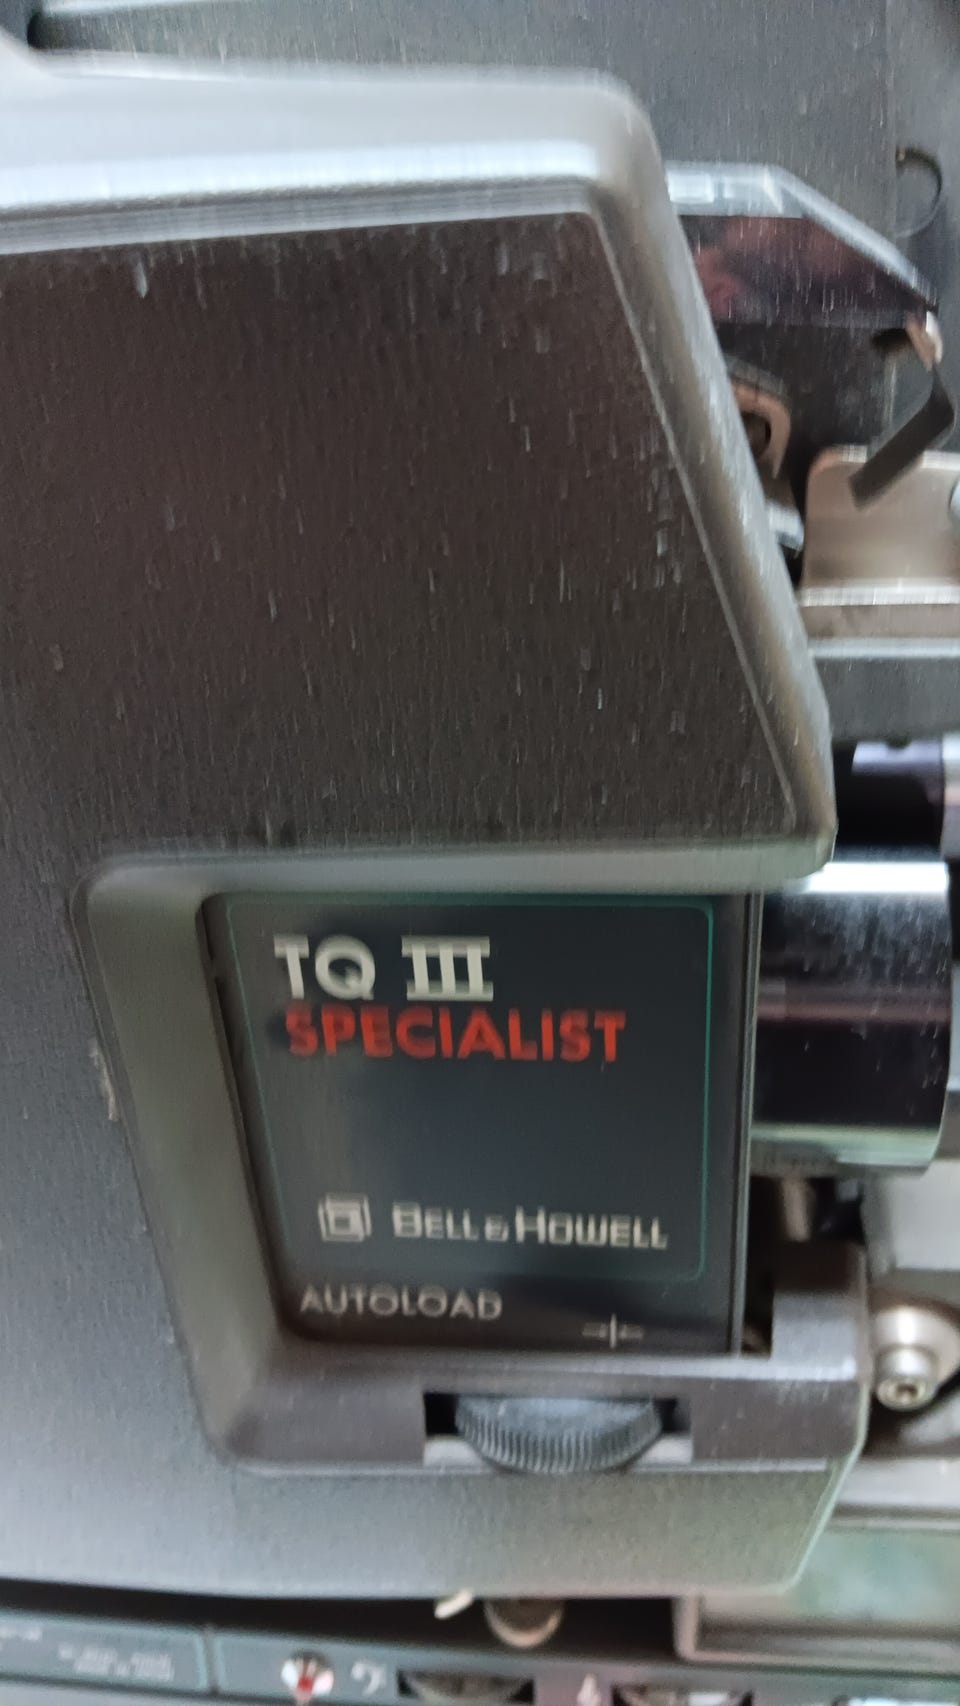 TQ III
SPECIALIST
BELL & HOWELL
AUTOLOAD